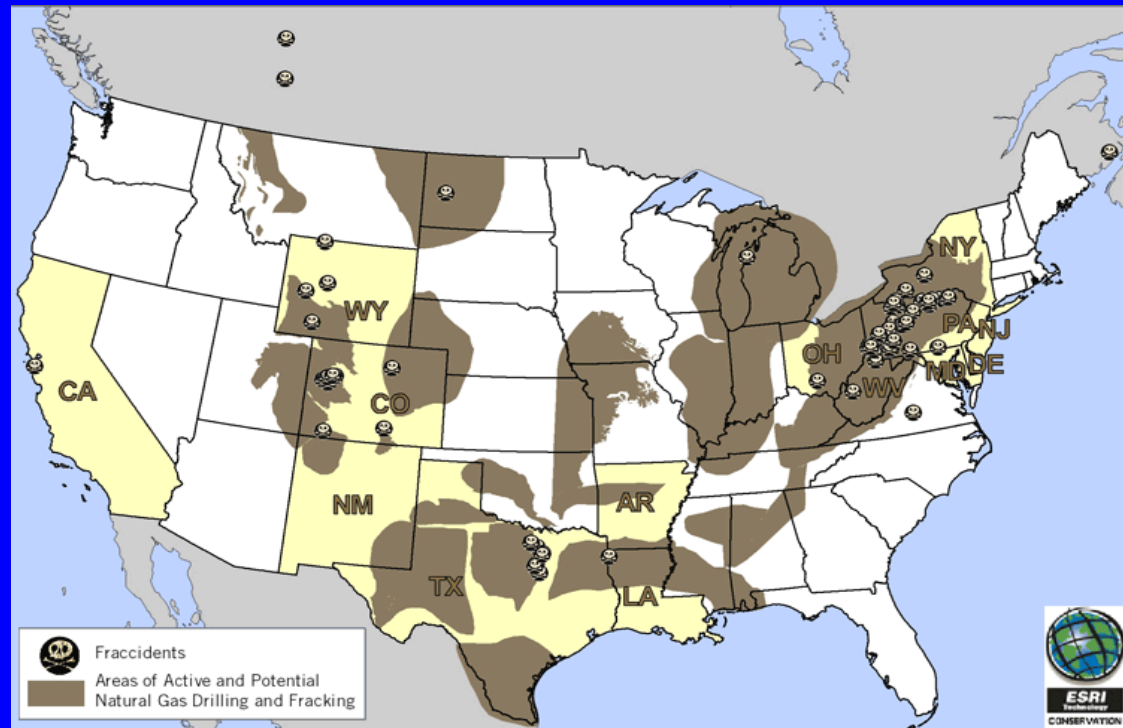 NY
WY
PA
NJ
OH
MD
DE
CA
CO
WV
NM
AR
TX
LA
Fraccidents
Areas of Active and Potential
Natural Gas Drilling and Fracking
ESRI
Technology
CONSERVATION